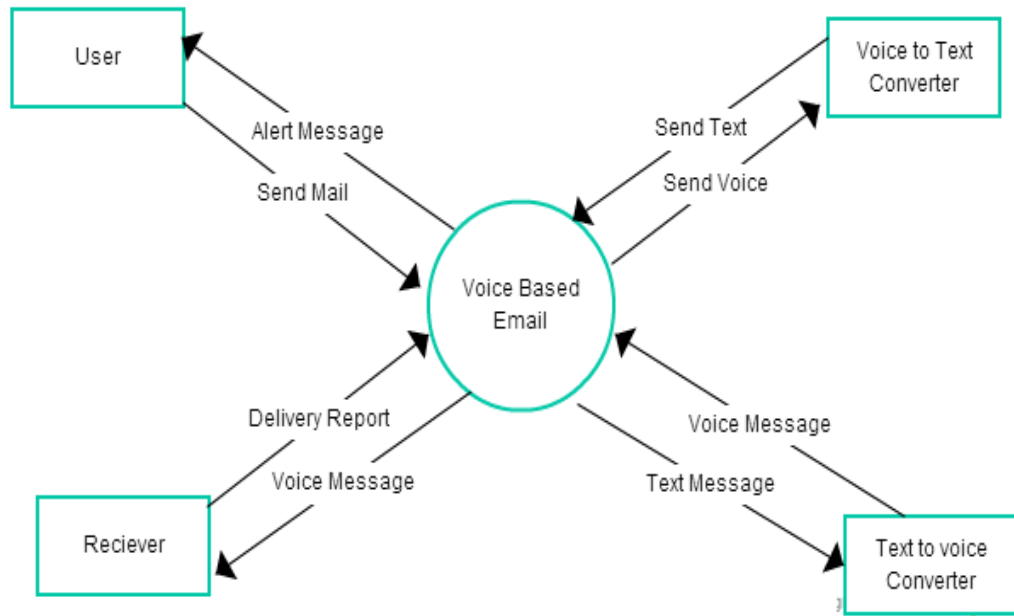 User
Voice to Text
Converter
Alert Message
Send Text
Send Mail
Send Voice
Voice Based
Email
Delivery Report
Voice Message
Voice Message
Text Message
Reciever
Text to voice
Converter